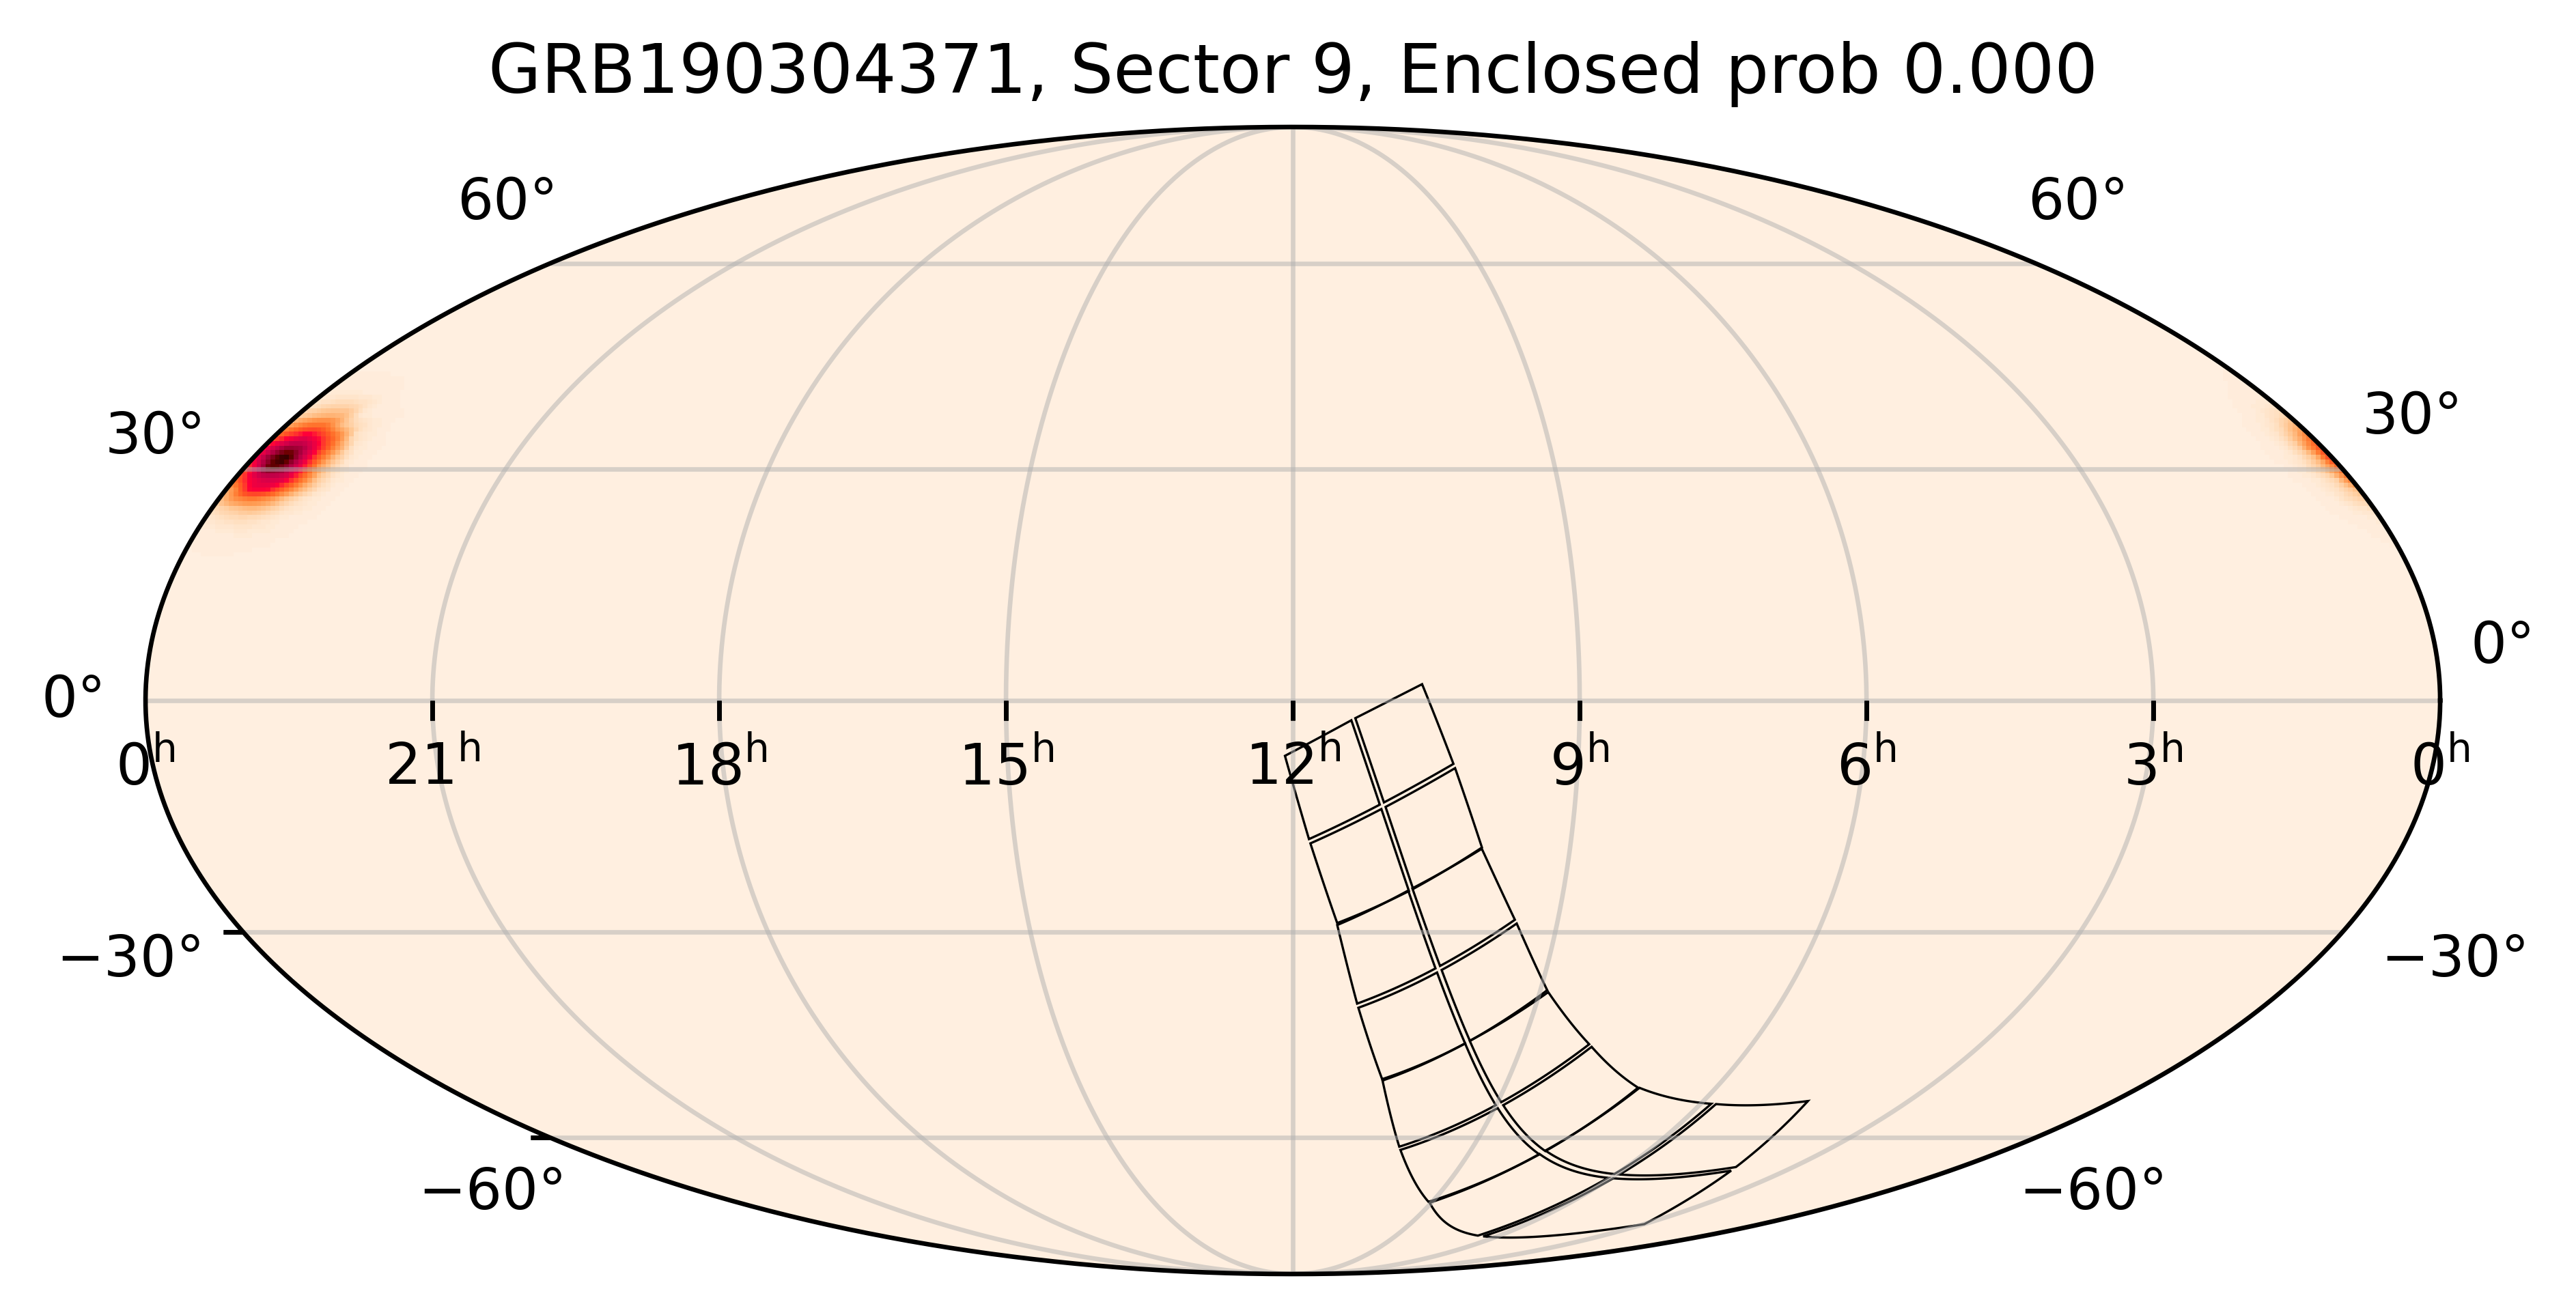 GRB190304371, Sector 9, Enclosed prob 0.000
60° 60°
30° 30°
0° 0°
0ʰ 21ʰ 18ʰ 15ʰ 12ʰ 9ʰ 6ʰ 3ʰ 0ʰ
−30° −30°
−60° −60°